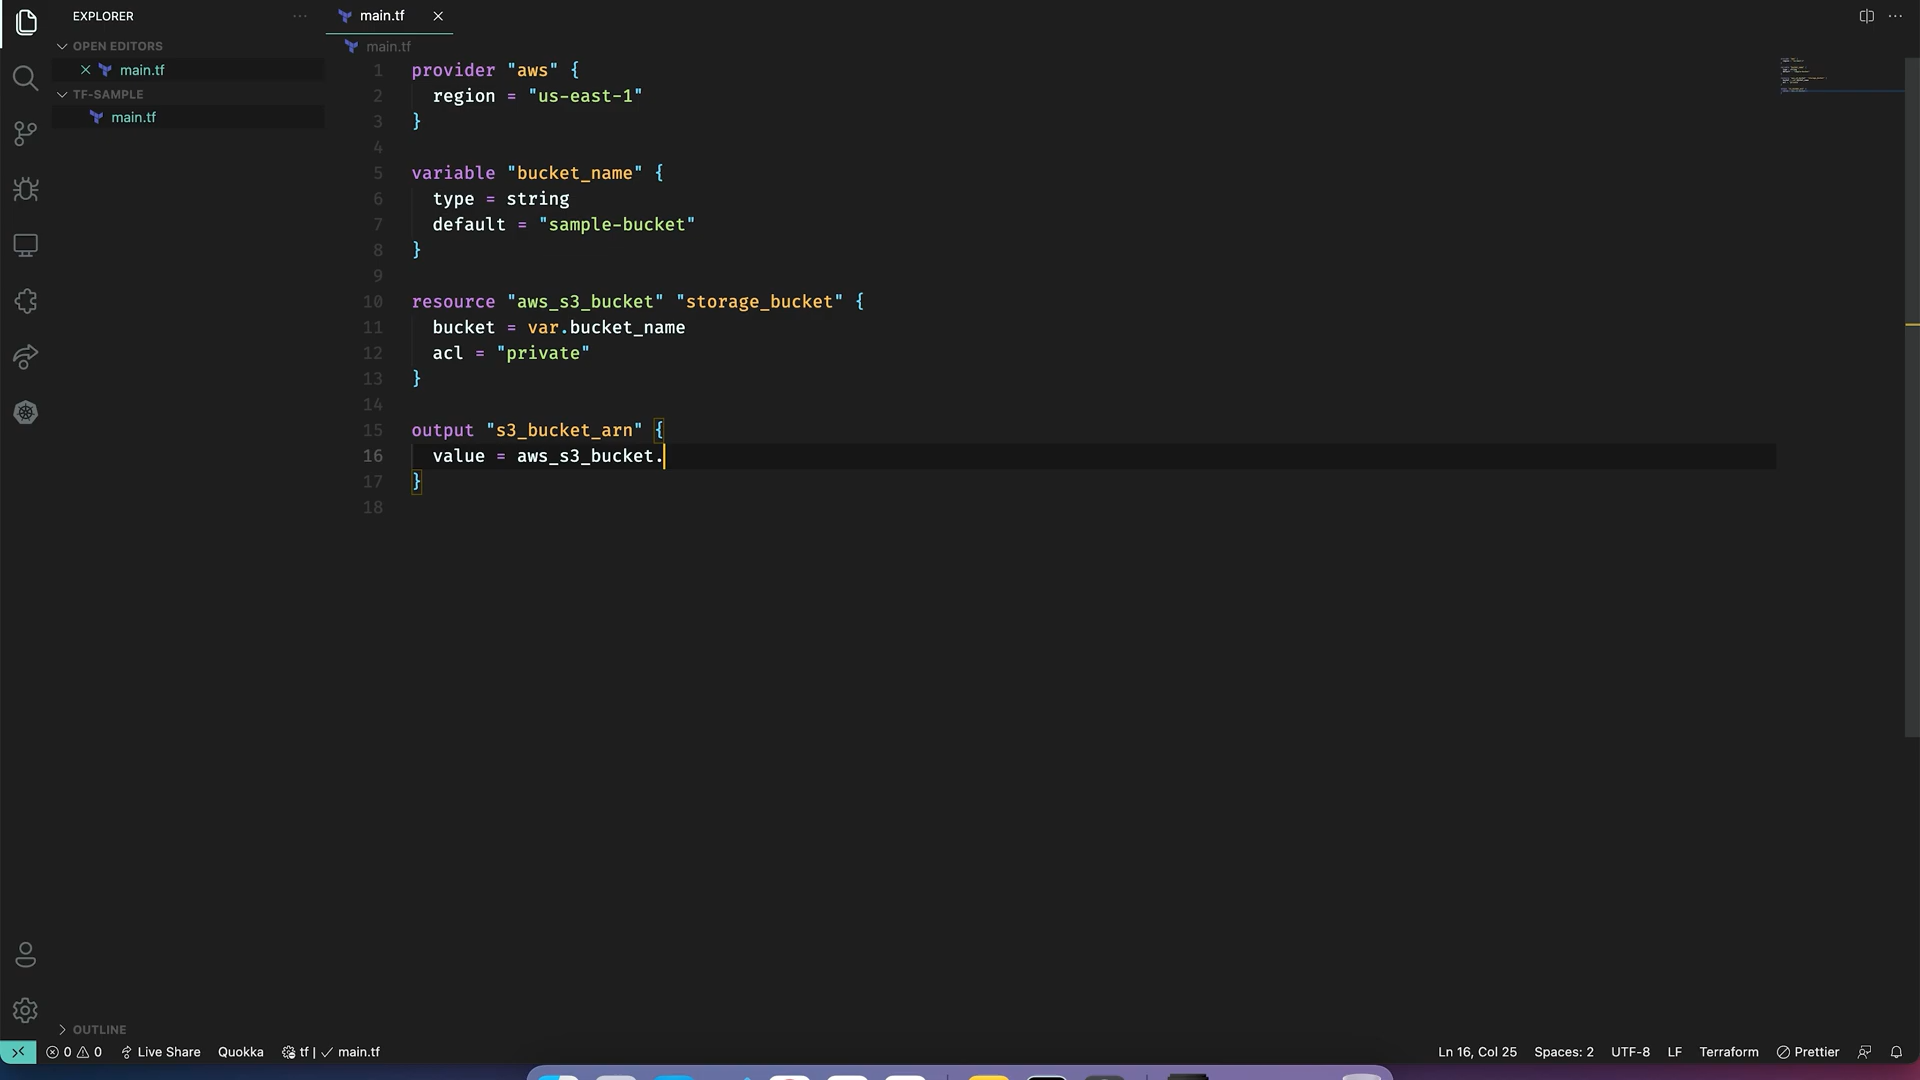 EXPLORER
main.tf
OPEN EDITORS
main.tf
TF-SAMPLE
main.tf
OUTLINE
main.tf
1 provider "aws" {
2 region = "us-east-1"
3 }
4
5 variable "bucket_name" {
6 type = string
7 default = "sample-bucket"
8 }
9
10 resource "aws_s3_bucket" "storage_bucket" {
11 bucket = var.bucket_name
12 acl = "private"
13 }
14
15 output "s3_bucket_arn" {
16 value = aws_s3_bucket.
17 }
18
0 0 Live Share Quokka tf | ✓ main.tf Ln 16, Col 25 Spaces: 2 UTF-8 LF Terraform Prettier